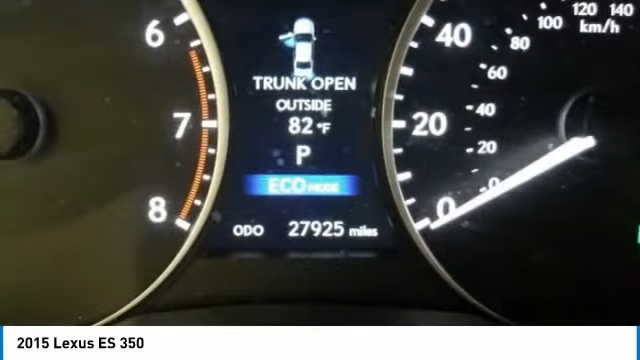 6
7
8
TRUNK OPEN
OUTSIDE
82 °F
P
ECO MODE
ODO 27925 miles
40
20
0
120 140
100 km/h
80
60
40
20
0
2015 Lexus ES 350